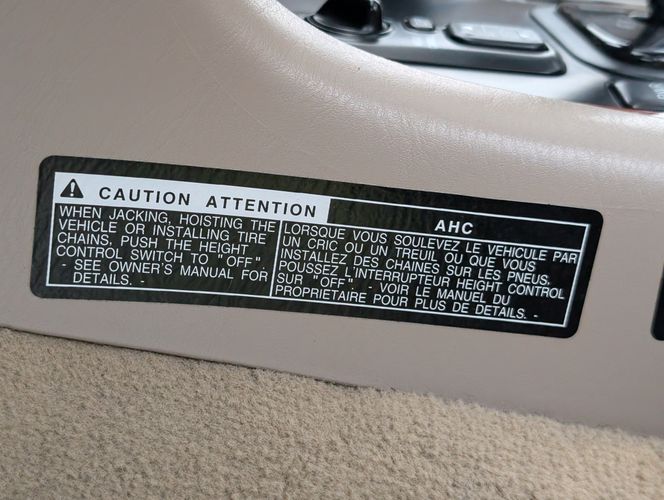 CAUTION ATTENTION
WHEN JACKING, HOISTING THE
VEHICLE OR INSTALLING TIRE
CHAINS, PUSH THE HEIGHT
CONTROL SWITCH TO "OFF"
- SEE OWNER'S MANUAL FOR
DETAILS. -
AHC
LORSQUE VOUS SOULEVEZ LE VEHICULE PAR
UN CRIC OU UN TREUIL OU QUE VOUS
INSTALLEZ DES CHAINES SUR LES PNEUS,
POUSSEZ L'INTERRUPTEUR HEIGHT CONTROL
SUR "OFF" - VOIR LE MANUEL DU
PROPRIETAIRE POUR PLUS DE DETAILS. -